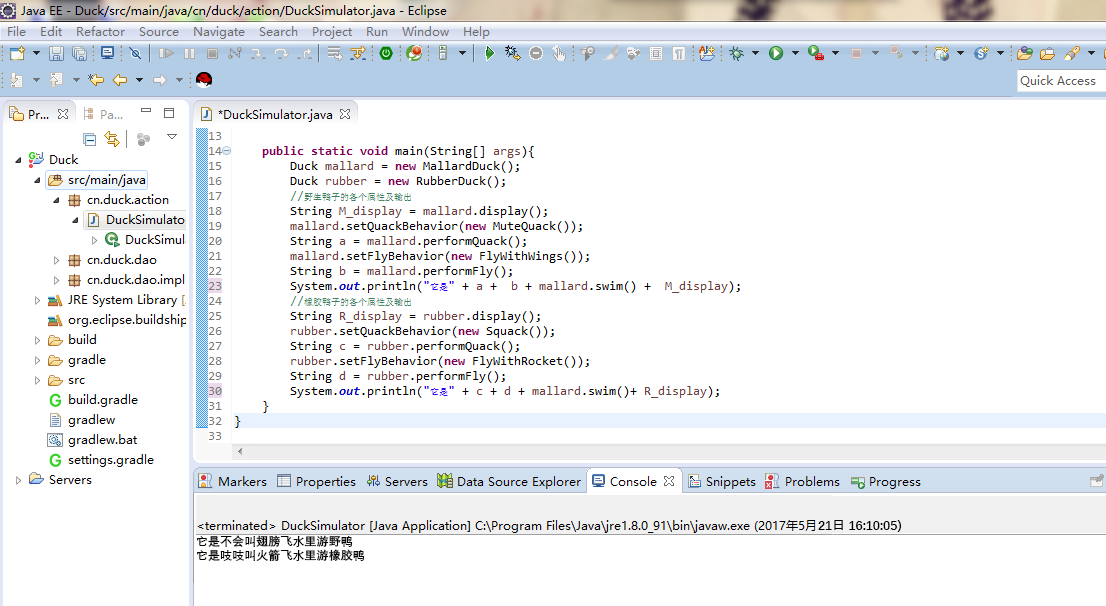 Java EE - Duck/src/main/java/cn/duck/action/DuckSimulator.java - Eclipse
File Edit Refactor Source Navigate Search Project Run Window Help
Quick Access
Pr... Pa...
Duck
src/main/java
cn.duck.action
DuckSimulato
DuckSimul
cn.duck.dao
cn.duck.dao.impl
JRE System Library [
org.eclipse.buildship
build
gradle
src
build.gradle
gradlew
gradlew.bat
settings.gradle
Servers
*DuckSimulator.java
13
14 public static void main(String[] args){
15 Duck mallard = new MallardDuck();
16 Duck rubber = new RubberDuck();
17 //野生鸭子的各个属性及输出
18 String M_display = mallard.display();
19 mallard.setQuackBehavior(new MuteQuack());
20 String a = mallard.performQuack();
21 mallard.setFlyBehavior(new FlyWithWings());
22 String b = mallard.performFly();
23 System.out.println("它是" + a + b + mallard.swim() + M_display);
24 //橡胶鸭子的各个属性及输出
25 String R_display = rubber.display();
26 rubber.setQuackBehavior(new Squack());
27 String c = rubber.performQuack();
28 rubber.setFlyBehavior(new FlyWithRocket());
29 String d = rubber.performFly();
30 System.out.println("它是" + c + d + mallard.swim()+ R_display);
31 }
32 }
33
Markers Properties Servers Data Source Explorer Console Snippets Problems Progress
<terminated> DuckSimulator [Java Application] C:\Program Files\Java\jre1.8.0_91\bin\javaw.exe (2017年5月21日 16:10:05)
它是不会叫翅膀飞水里游野鸭
它是吱吱叫火箭飞水里游橡胶鸭